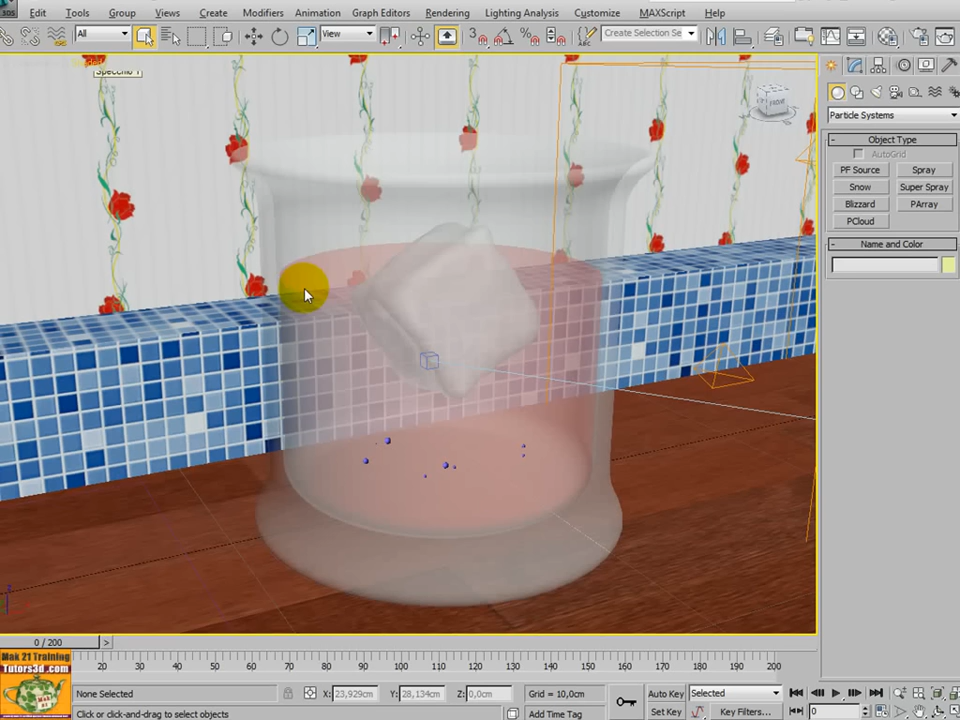 Edit Tools Group Views Create Modifiers Animation Graph Editors Rendering Lighting Analysis Customize MAXScript Help
All View Create Selection Se
Specchio 1
FRONT
Particle Systems
Object Type
AutoGrid
PF Source Spray
Snow Super Spray
Blizzard PArray
PCloud
Name and Color
0 / 200
Mak 21 Training
Tutors3d.com
20 30 40 50 60 70 80 90 100 110 120 130 140 150 160 170 180 190 200
None Selected X: 23,929cm Y: 28,134cm Z: 0,0cm Grid = 10,0cm Auto Key Selected
Click or click-and-drag to select objects Add Time Tag Set Key Key Filters... 0